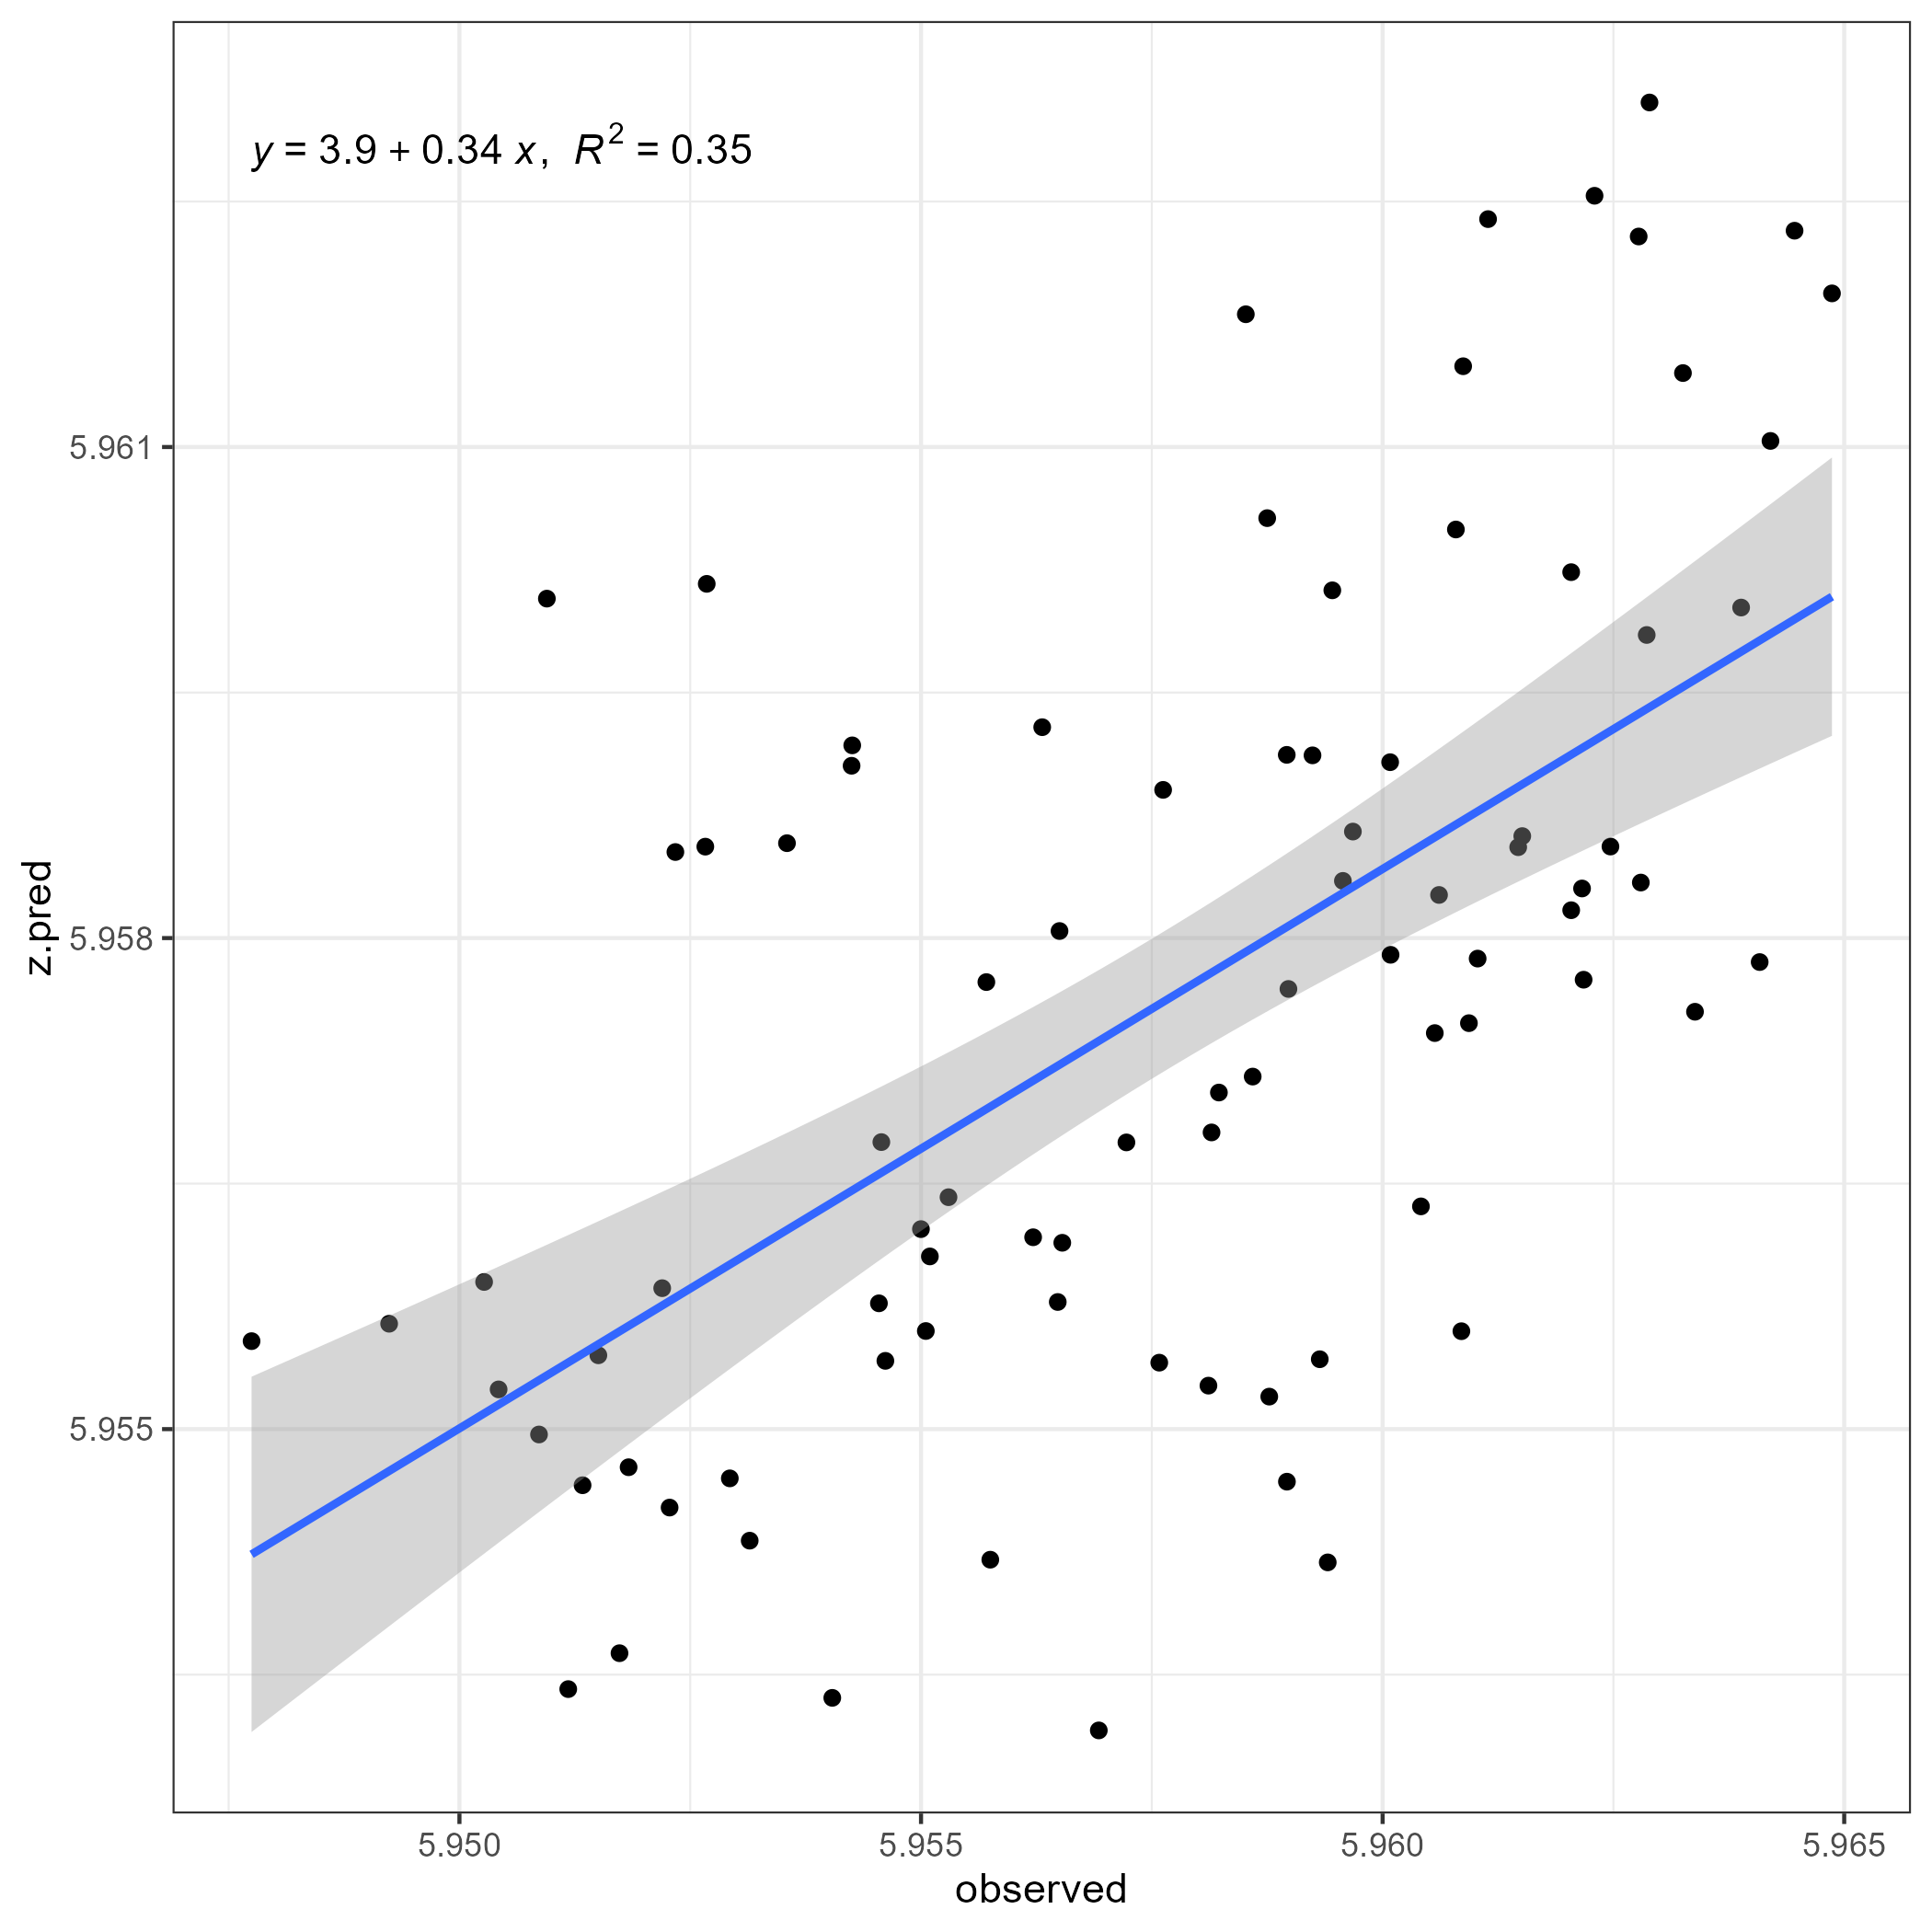 y = 3.9 + 0.34 x, R² = 0.35
5.961
5.958
5.955
z.pred
5.950 5.955 5.960 5.965
observed